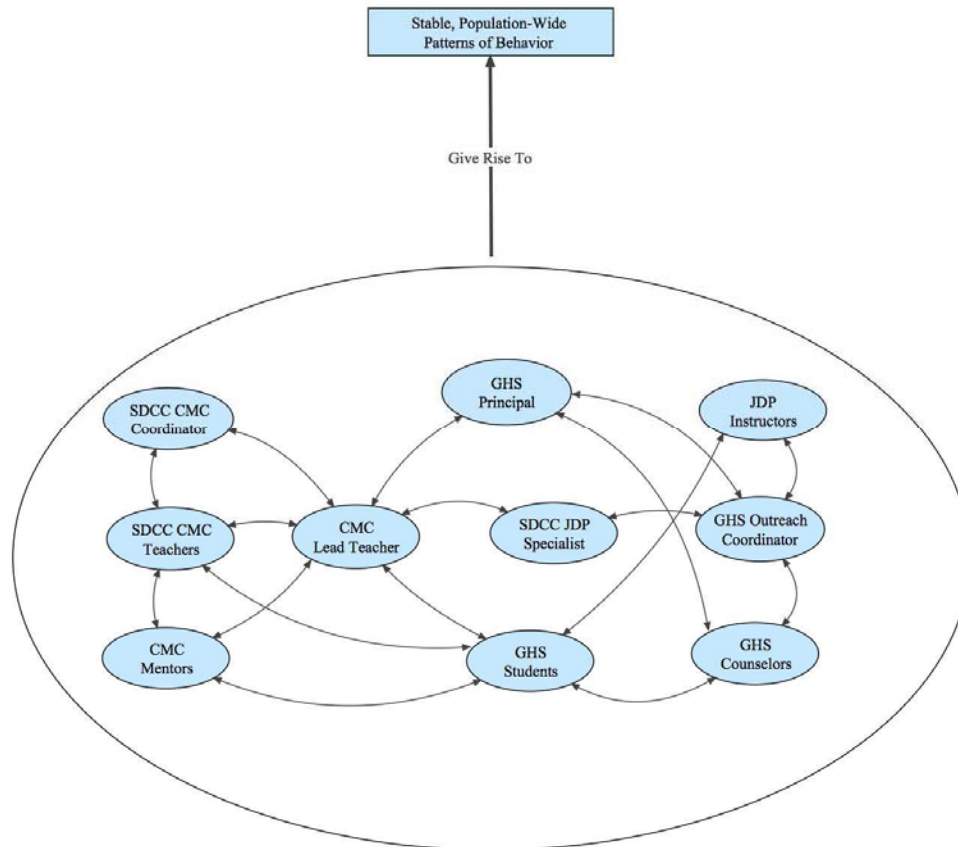 Stable, Population-Wide
Patterns of Behavior
Give Rise To
GHS
Principal
SDCC CMC
Coordinator
JDP
Instructors
SDCC CMC
Teachers
CMC
Lead Teacher
SDCC JDP
Specialist
GHS Outreach
Coordinator
CMC
Mentors
GHS
Students
GHS
Counselors